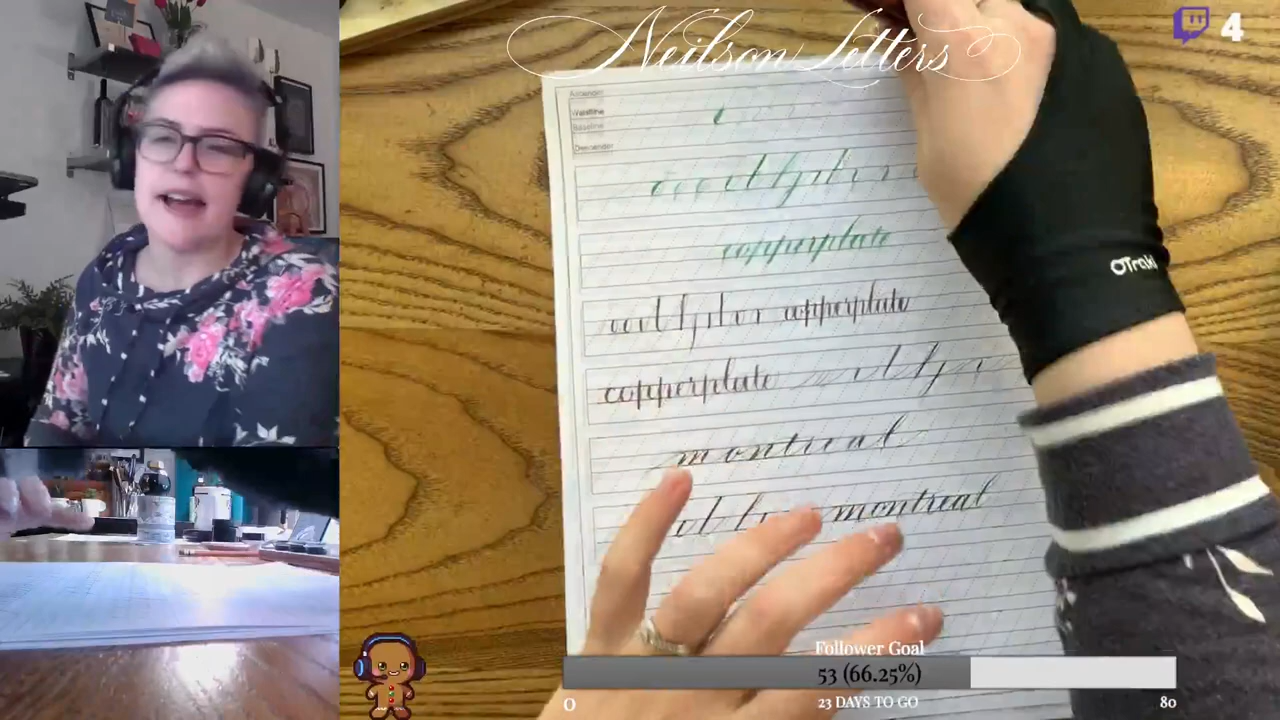 Neilson Letters
4
Ascender
Waistline
Baseline
Descender
copperplate
copperplate
copperplate
montreal
montreal
OTraki
Follower Goal
53 (66.25%)
0 23 DAYS TO GO 80